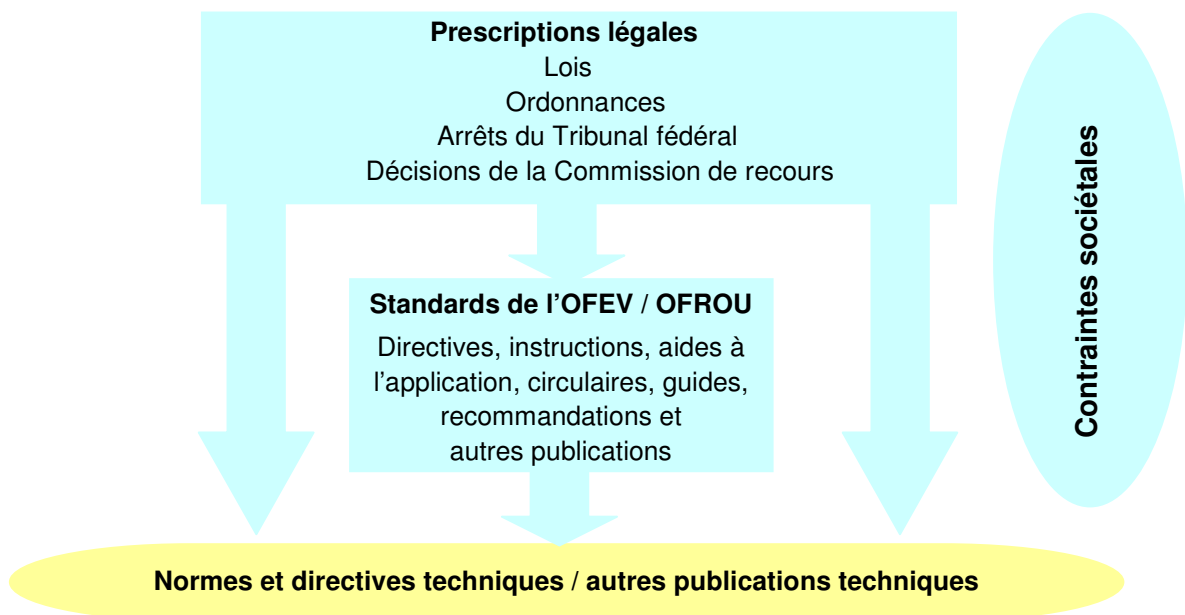 Prescriptions légales
Lois
Ordonnances
Arrêts du Tribunal fédéral
Décisions de la Commission de recours
Contraintes sociétales
Standards de l'OFEV / OFROU
Directives, instructions, aides à
l'application, circulaires, guides,
recommandations et
autres publications
Normes et directives techniques / autres publications techniques